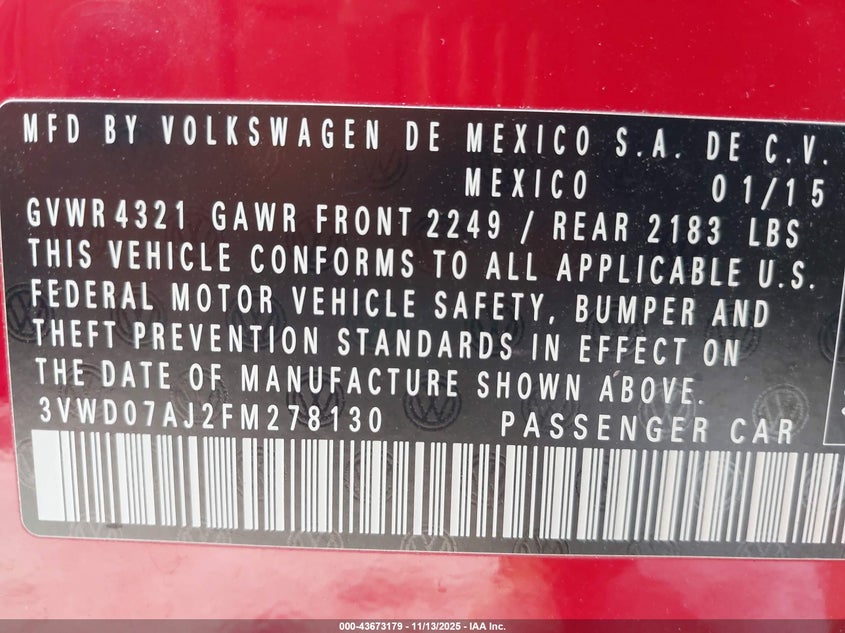 MFD BY VOLKSWAGEN DE MEXICO S.A. DE C.V.
MEXICO 01/15
GVWR 4321 GAWR FRONT 2249 / REAR 2183 LBS
THIS VEHICLE CONFORMS TO ALL APPLICABLE U.S.
FEDERAL MOTOR VEHICLE SAFETY, BUMPER AND
THEFT PREVENTION STANDARDS IN EFFECT ON
THE DATE OF MANUFACTURE SHOWN ABOVE.
3VWD07AJ2FM278130 PASSENGER CAR
000-43673179 - 11/13/2025 - IAA Inc.